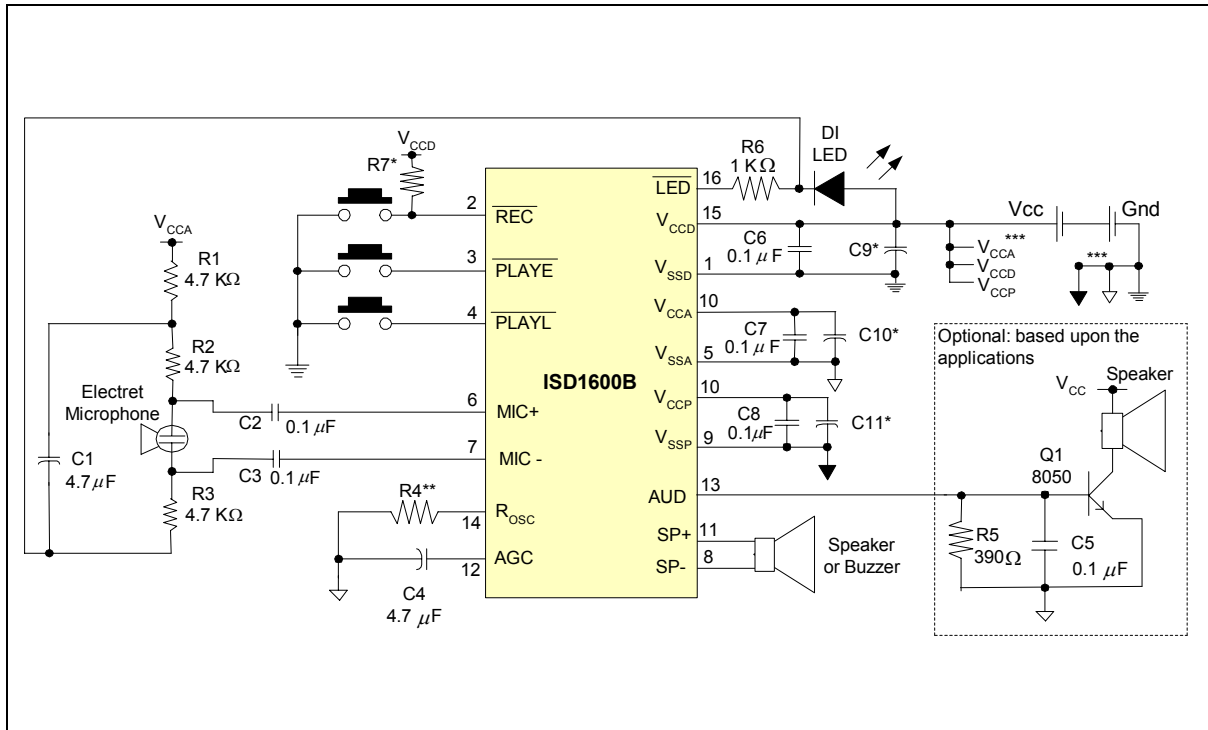 V_CCD
R7*
2
REC
3
PLAYE
4
PLAYL
V_CCA
R1
4.7 KΩ
R2
4.7 KΩ
Electret
Microphone
C1
4.7 µF
C2
0.1 µF
C3
0.1 µF
R3
4.7 KΩ
6
MIC+
7
MIC -
R4**
14
R_OSC
12
AGC
C4
4.7 µF
ISD1600B
LED
16
R6
1 KΩ
DI
LED
V_CCD
15
C6
0.1 µF
C9*
V_SSD
1
V_CCA
10
C7
0.1 µF
C10*
V_SSA
5
V_CCP
10
C8
0.1µF
C11*
V_SSP
9
AUD
13
SP+
11
SP-
8
Speaker
or Buzzer
Vcc
Gnd
V_CCA***
V_CCD
V_CCP
***
Optional: based upon the
applications
Speaker
V_CC
Q1
8050
R5
390Ω
C5
0.1 µF